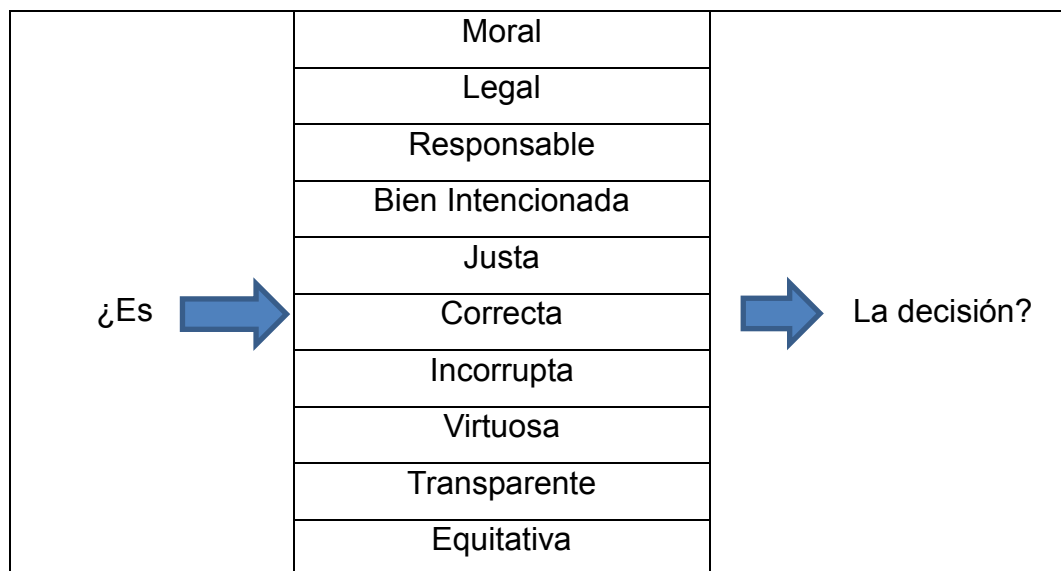 ¿Es
Moral
Legal
Responsable
Bien Intencionada
Justa
Correcta
Incorrupta
Virtuosa
Transparente
Equitativa
La decisión?